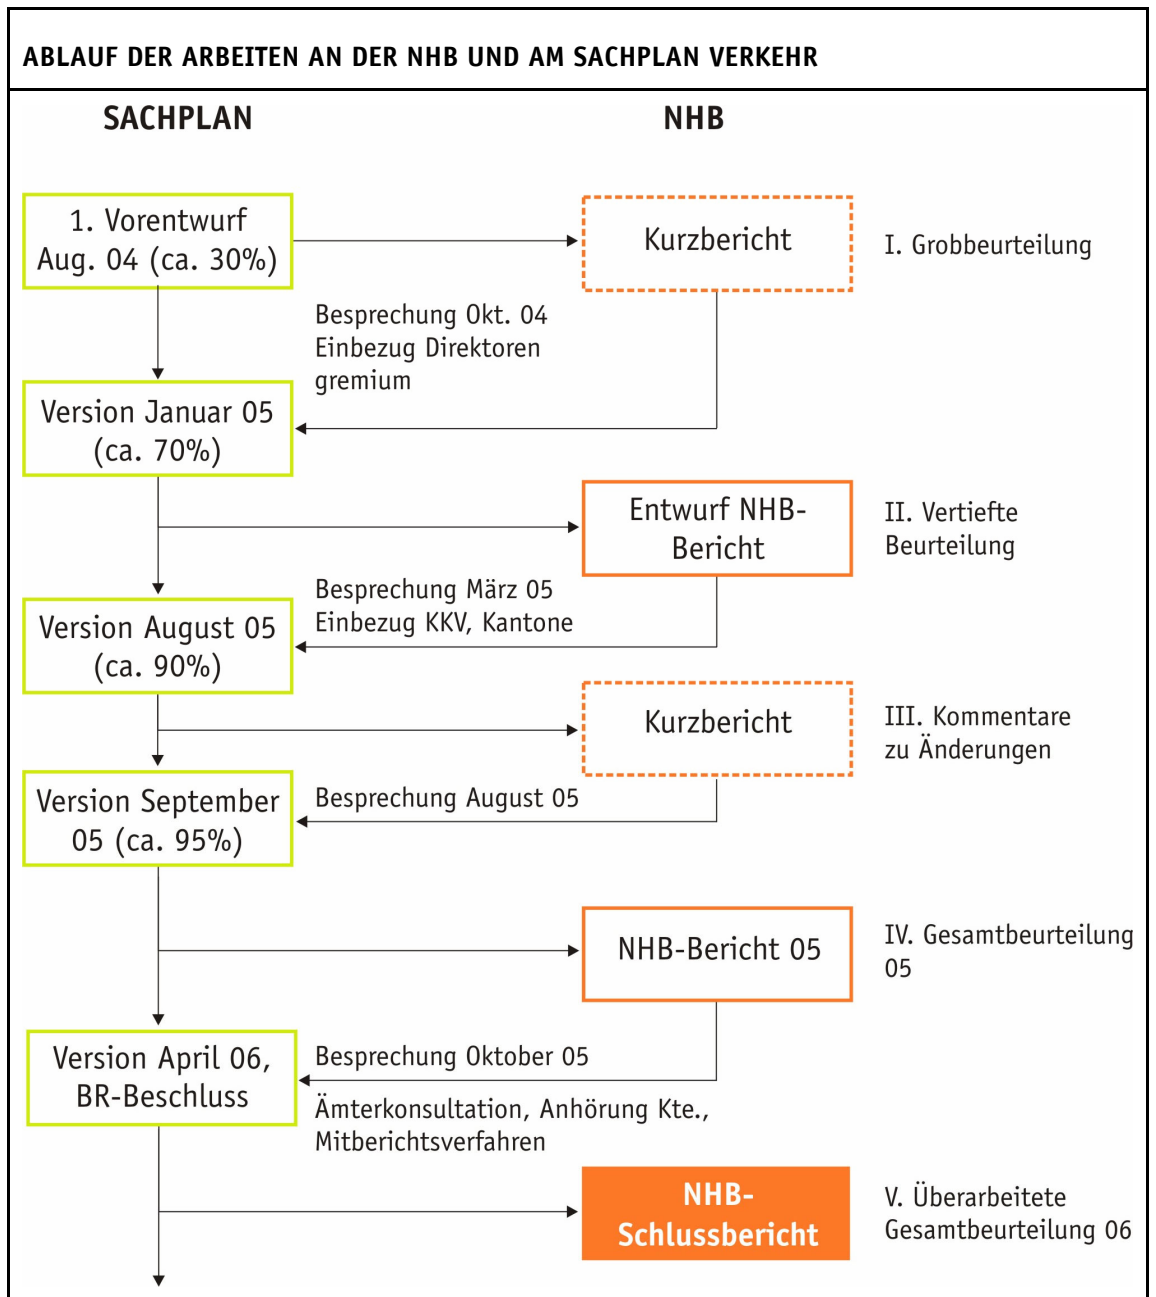 ABLAUF DER ARBEITEN AN DER NHB UND AM SACHPLAN VERKEHR
SACHPLAN
NHB
1. Vorentwurf
Aug. 04 (ca. 30%)
Kurzbericht
I. Grobbeurteilung
Besprechung Okt. 04
Einbezug Direktoren
gremium
Version Januar 05
(ca. 70%)
Entwurf NHB-
Bericht
II. Vertiefte
Beurteilung
Besprechung März 05
Einbezug KKV, Kantone
Version August 05
(ca. 90%)
Kurzbericht
III. Kommentare
zu Änderungen
Besprechung August 05
Version September
05 (ca. 95%)
NHB-Bericht 05
IV. Gesamtbeurteilung
05
Besprechung Oktober 05
Version April 06,
BR-Beschluss
Ämterkonsultation, Anhörung Kte.,
Mitberichtsverfahren
NHB-
Schlussbericht
V. Überarbeitete
Gesamtbeurteilung 06